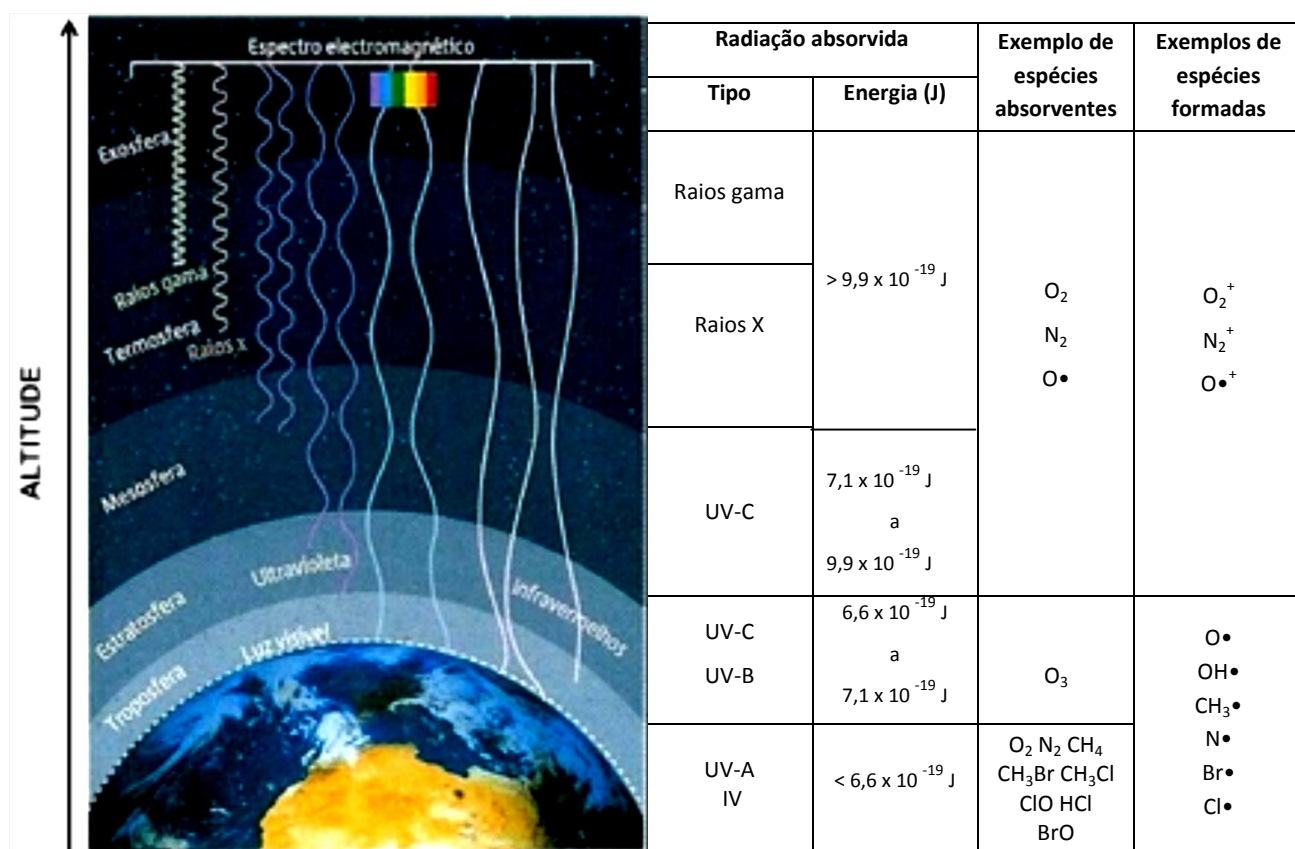 ALTITUDE
Espectro electromagnético
Exosfera
Raios gama
Termosfera
Raios x
Mesosfera
Ultravioleta
Infravermelhos
Estratosfera
Luz visível
Troposfera
Radiação absorvida
Exemplo de
espécies
absorventes
Exemplos de
espécies
formadas
Tipo
Energia (J)
Raios gama
> 9,9 x 10⁻¹⁹ J
Raios X
O₂
N₂
O•
O₂⁺
N₂⁺
O•⁺
UV-C
7,1 x 10⁻¹⁹ J
a
9,9 x 10⁻¹⁹ J
UV-C
UV-B
6,6 x 10⁻¹⁹ J
a
7,1 x 10⁻¹⁹ J
O₃
O•
OH•
CH₃•
N•
Br•
Cl•
UV-A
IV
< 6,6 x 10⁻¹⁹ J
O₂ N₂ CH₄
CH₃Br CH₃Cl
ClO HCl
BrO